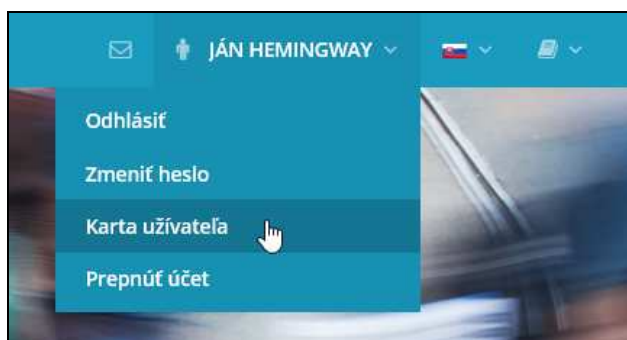 JÁN HEMINGWAY
Odhlásiť
Zmeniť heslo
Karta užívateľa
Prepnúť účet